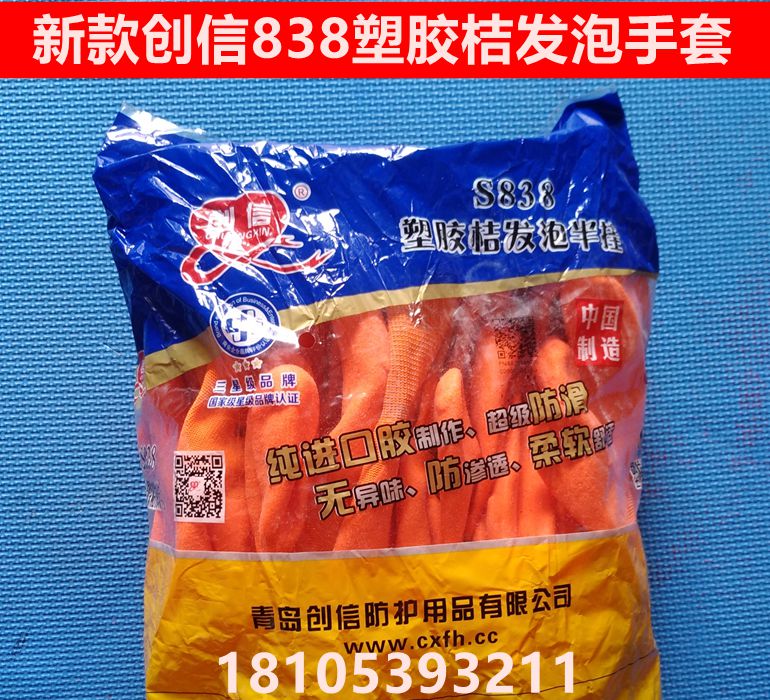 新款创信838塑胶桔发泡手套
创信
®
S838
塑胶桔发泡半挂
中国
制造
三星级品牌
国家级星级品牌认证
纯进口胶制作、超级防滑
无异味、防渗透、柔软舒适
青岛创信防护用品有限公司
www.cxfh.cc
18105393211